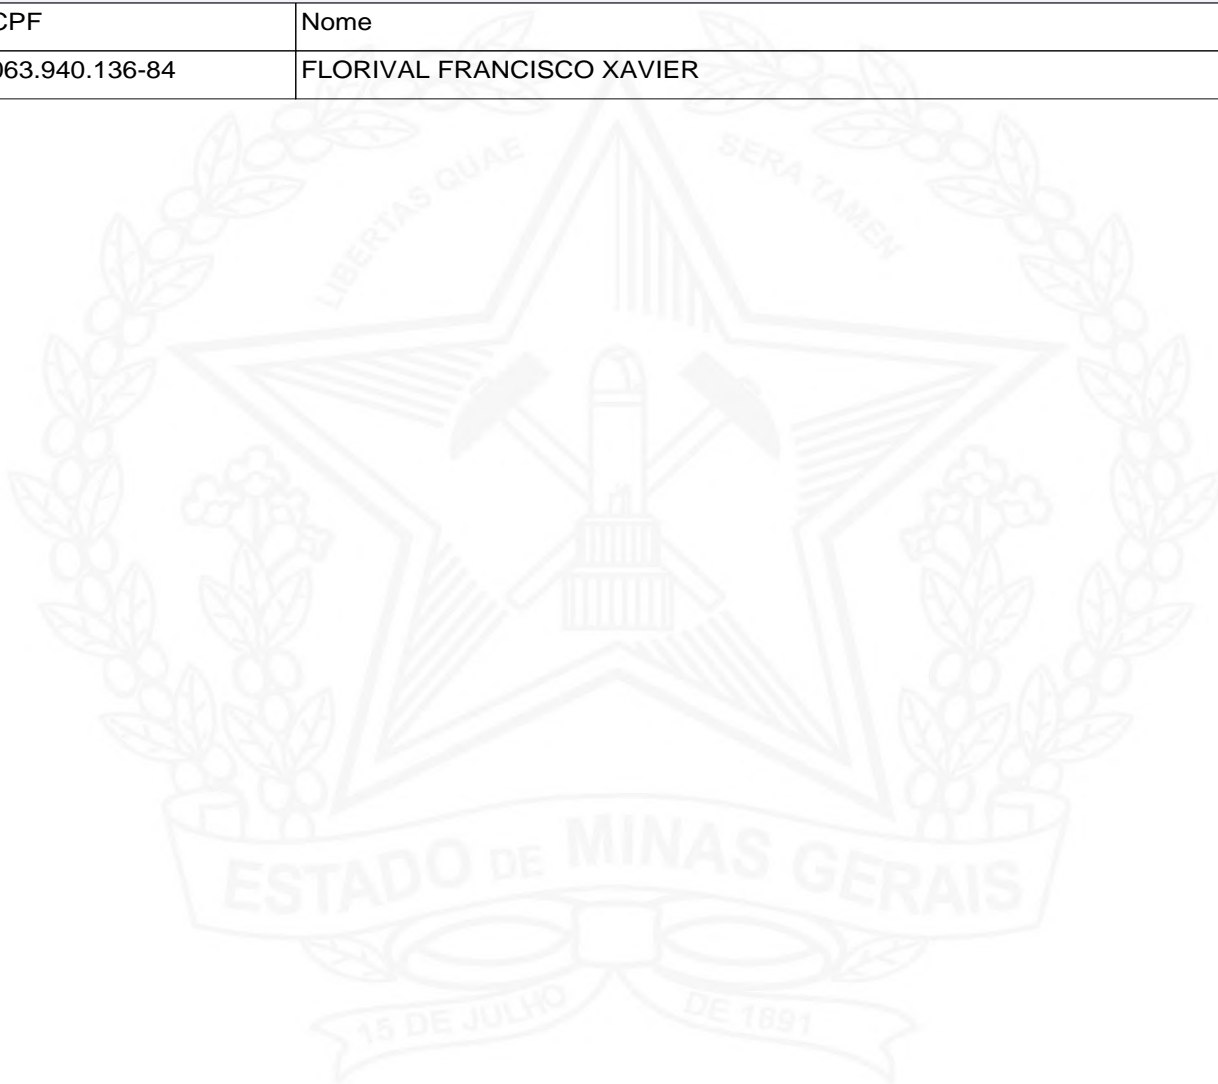 CPF Nome
063.940.136-84 FLORIVAL FRANCISCO XAVIER
LIBERTAS QUAE SERA TAMEN
ESTADO DE MINAS GERAIS
15 DE JULHO DE 1891